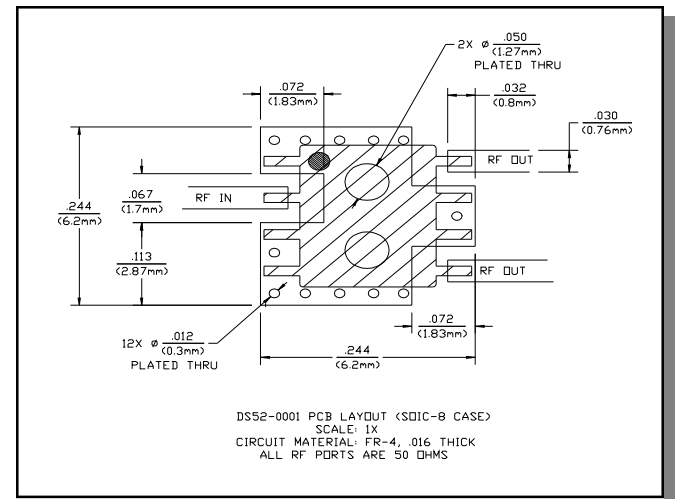 .050
2X ø (1.27mm)
PLATED THRU
.072
(1.83mm)
.032
(0.8mm)
.030
(0.76mm)
RF OUT
.067
(1.7mm)
RF IN
.244
(6.2mm)
.113
(2.87mm)
RF OUT
.012
12X ø (0.3mm)
PLATED THRU
.072
(1.83mm)
.244
(6.2mm)
DS52-0001 PCB LAYOUT (SOIC-8 CASE)
SCALE: 1X
CIRCUIT MATERIAL: FR-4, .016 THICK
ALL RF PORTS ARE 50 OHMS